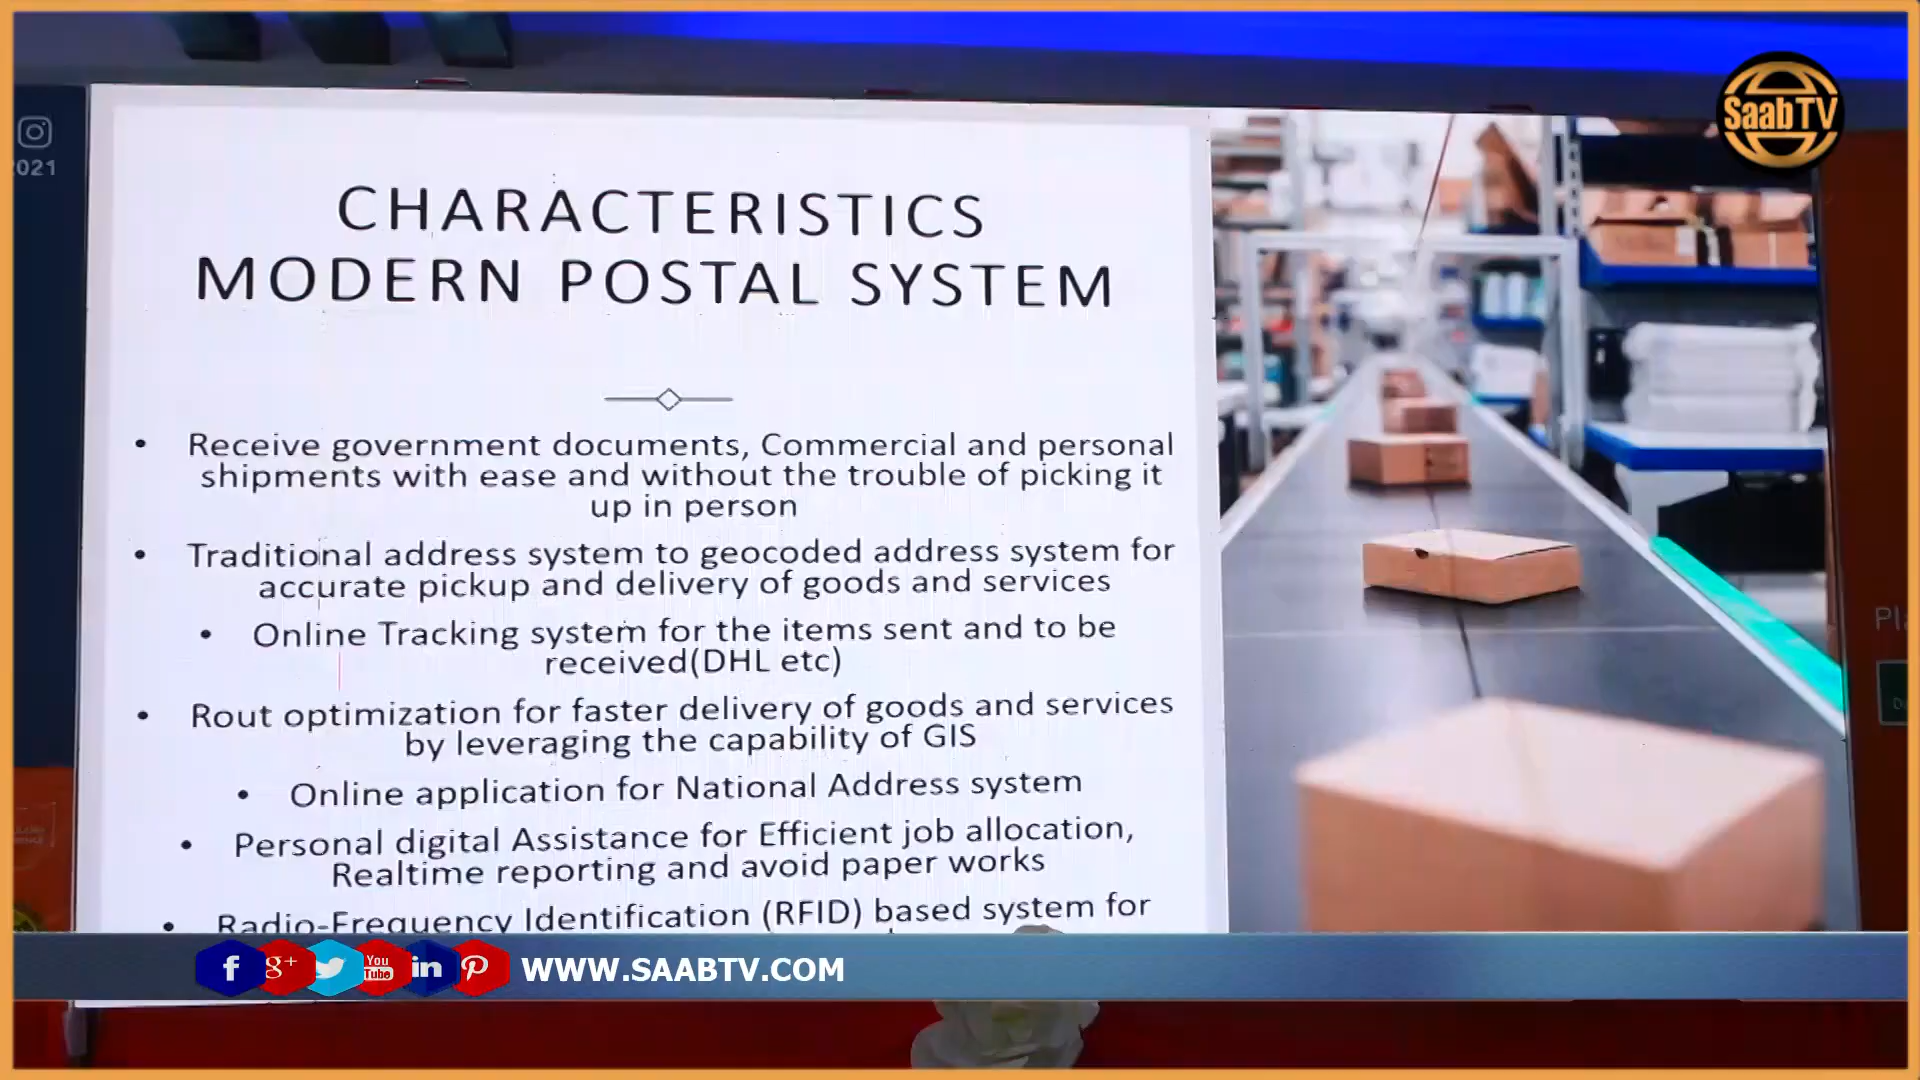 SaabTV
021
CHARACTERISTICS
MODERN POSTAL SYSTEM
• Receive government documents, Commercial and personal
shipments with ease and without the trouble of picking it
up in person
• Traditional address system to geocoded address system for
accurate pickup and delivery of goods and services
• Online Tracking system for the items sent and to be
received(DHL etc)
• Rout optimization for faster delivery of goods and services
by leveraging the capability of GIS
• Online application for National Address system
• Personal digital Assistance for Efficient job allocation,
Realtime reporting and avoid paper works
• Radio-Frequency Identification (RFID) based system for
f g+ You Tube in
WWW.SAABTV.COM